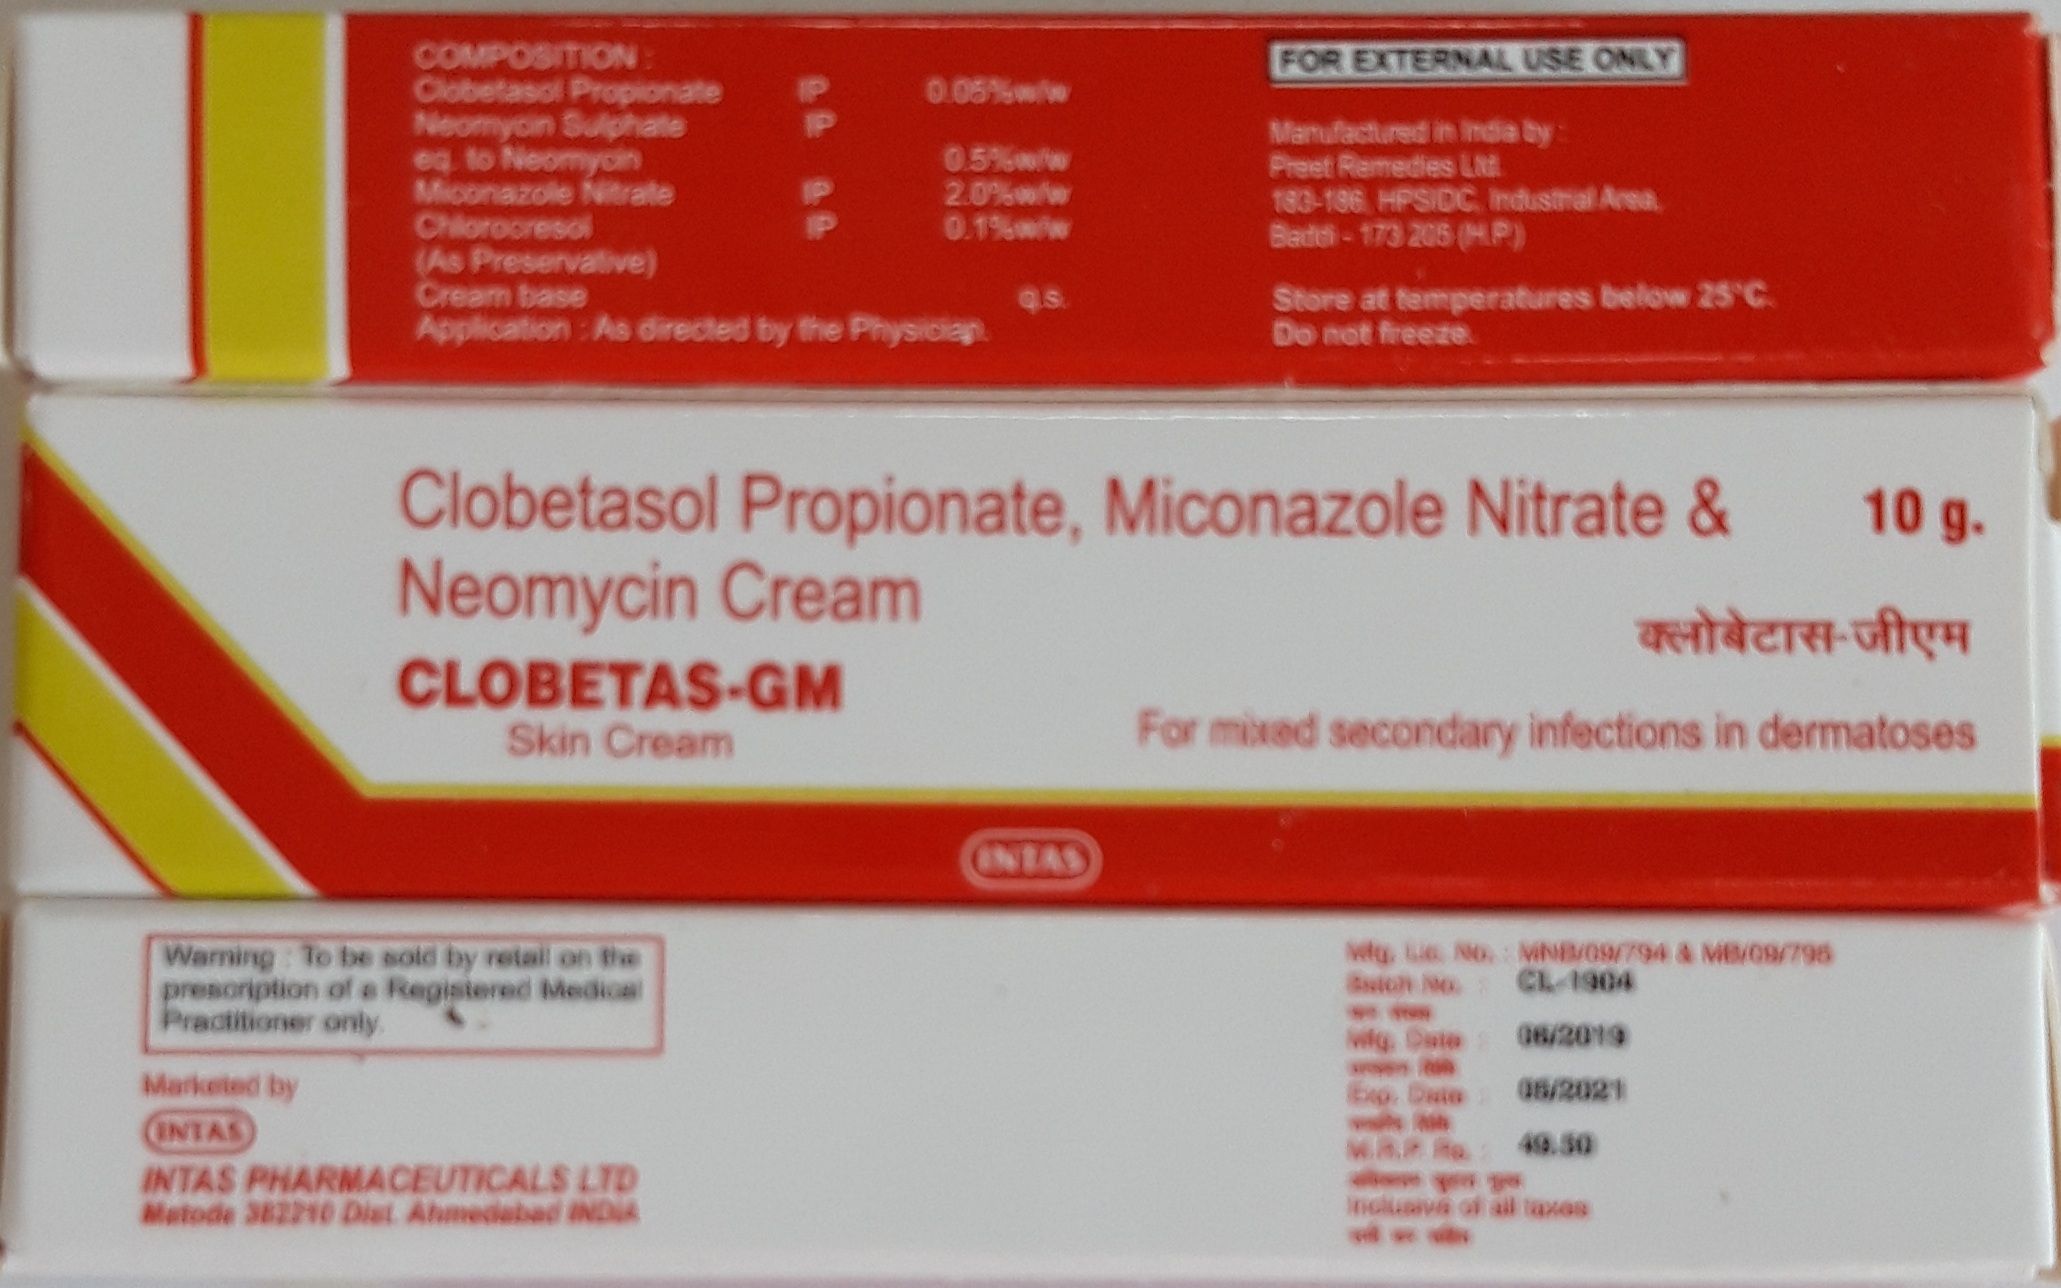 COMPOSITION :
Clobetasol Propionate IP 0.05%w/w
Neomycin Sulphate IP
eq. to Neomycin 0.5%w/w
Miconazole Nitrate IP 2.0%w/w
Chlorocresol IP 0.1%w/w
(As Preservative)
Cream base q.s.
Application : As directed by the Physician.
FOR EXTERNAL USE ONLY
Manufactured in India by :
Preet Remedies Ltd.
183-186, HPSIDC, Industrial Area,
Baddi - 173 205 (H.P.)
Store at temperatures below 25°C.
Do not freeze.
Clobetasol Propionate, Miconazole Nitrate &
Neomycin Cream
10 g.
CLOBETAS-GM
Skin Cream
क्लोबेटास-जीएम
For mixed secondary infections in dermatoses
INTAS
Warning : To be sold by retail on the
prescription of a Registered Medical
Practitioner only.
Marketed by
INTAS
INTAS PHARMACEUTICALS LTD
Matoda 382210 Dist. Ahmedabad INDIA
Mfg. Lic. No. : MNB/09/794 & MB/09/795
Batch No. : CL-1904
Mfg. Date : 06/2019
Exp. Date : 05/2021
M.R.P. Rs. : 49.50
Inclusive of all taxes